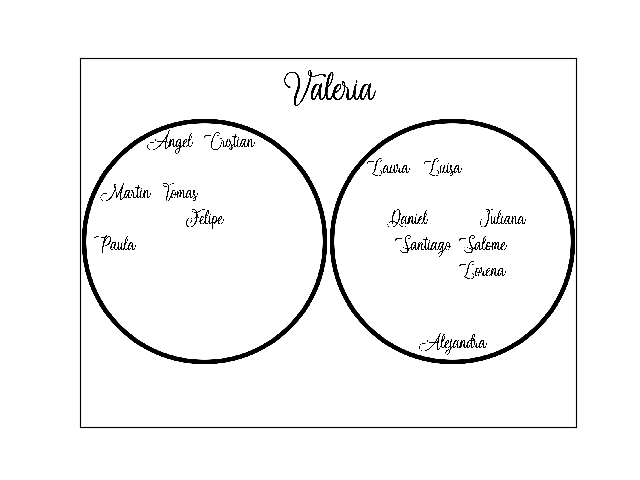 Valeria
Angel Cristian
Martin Tomas
Felipe
Paula
Laura Luisa
Daniel Juliana
Santiago Salome
Lorena
Alejandra